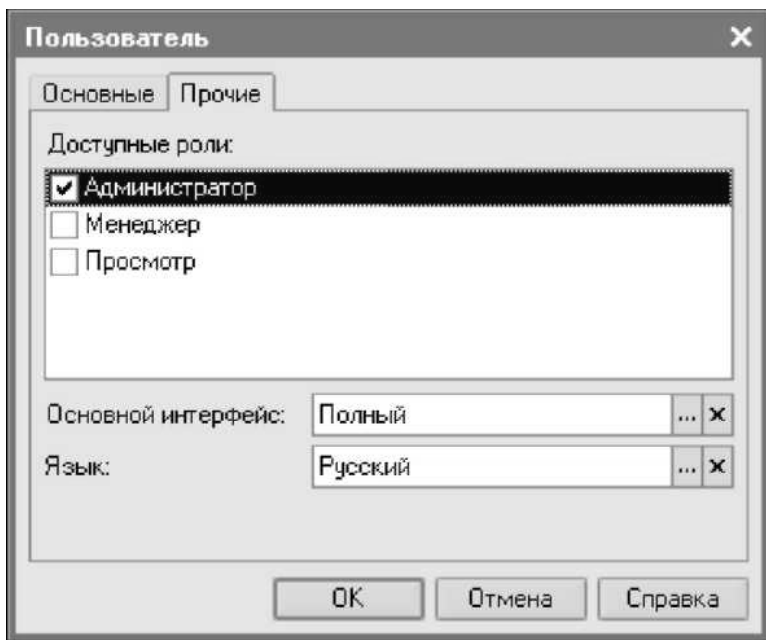 Пользователь
Основные Прочие
Доступные роли:
Администратор
Менеджер
Просмотр
Основной интерфейс: Полный ...
Язык: Русский ...
OK Отмена Справка